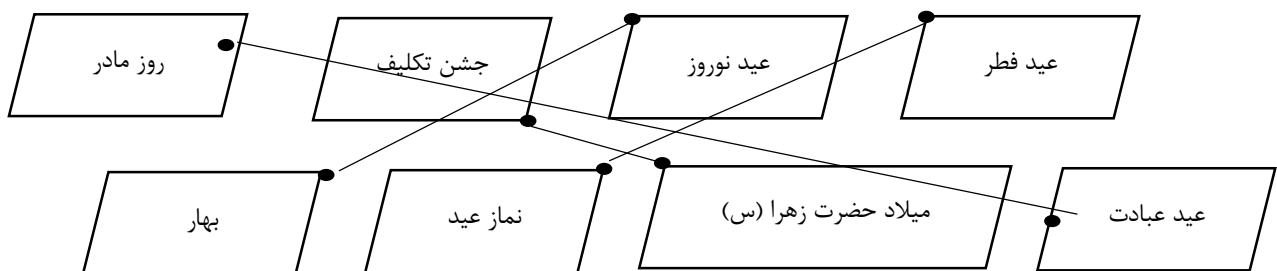 عید فطر
عید نوروز
جشن تکلیف
روز مادر
عید عبادت
میلاد حضرت زهرا (س)
نماز عید
بهار